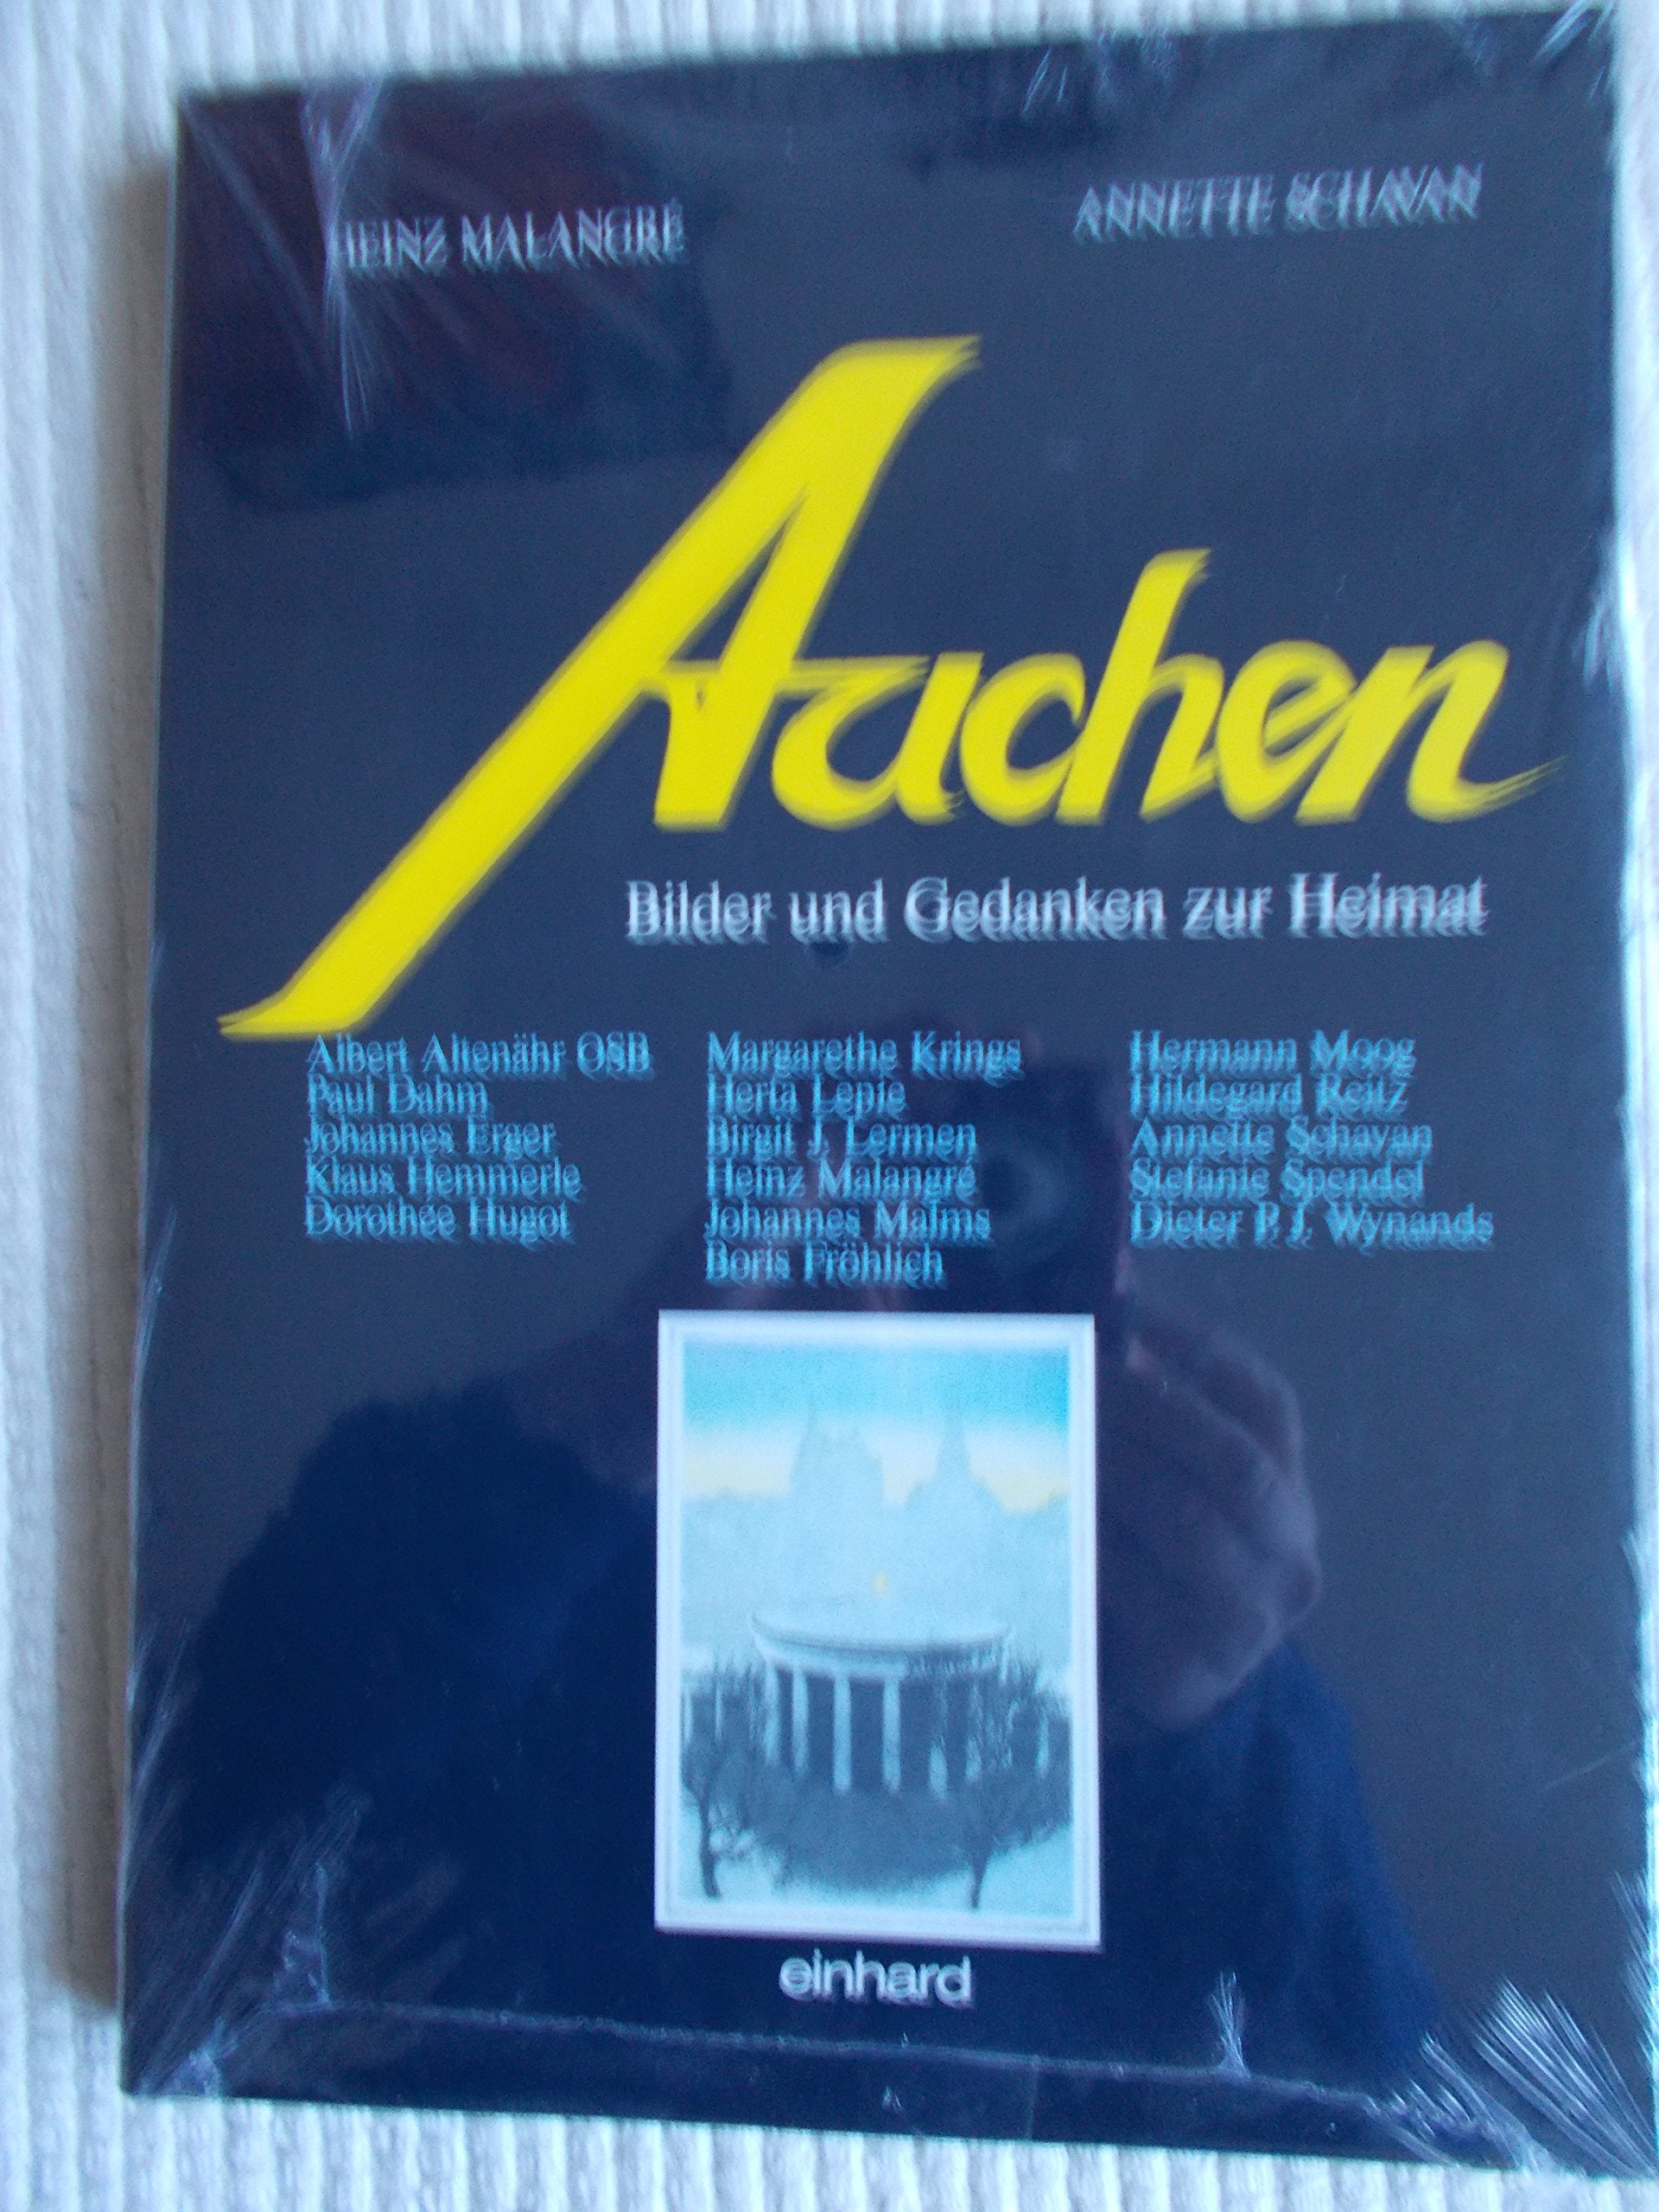 HEINZ MALANGRÉ
ANNETTE SCHAVAN
Aachen
Bilder und Gedanken zur Heimat
Albert Altenähr OSB
Paul Dahm
Johannes Erger
Klaus Hemmerle
Dorothée Hugot
Margarethe Krings
Herta Lepie
Birgit J. Lermen
Heinz Malangré
Johannes Malms
Boris Fröhlich
Hermann Moog
Hildegard Reitz
Annette Schavan
Stefanie Spendel
Dieter P. J. Wynands
einhard